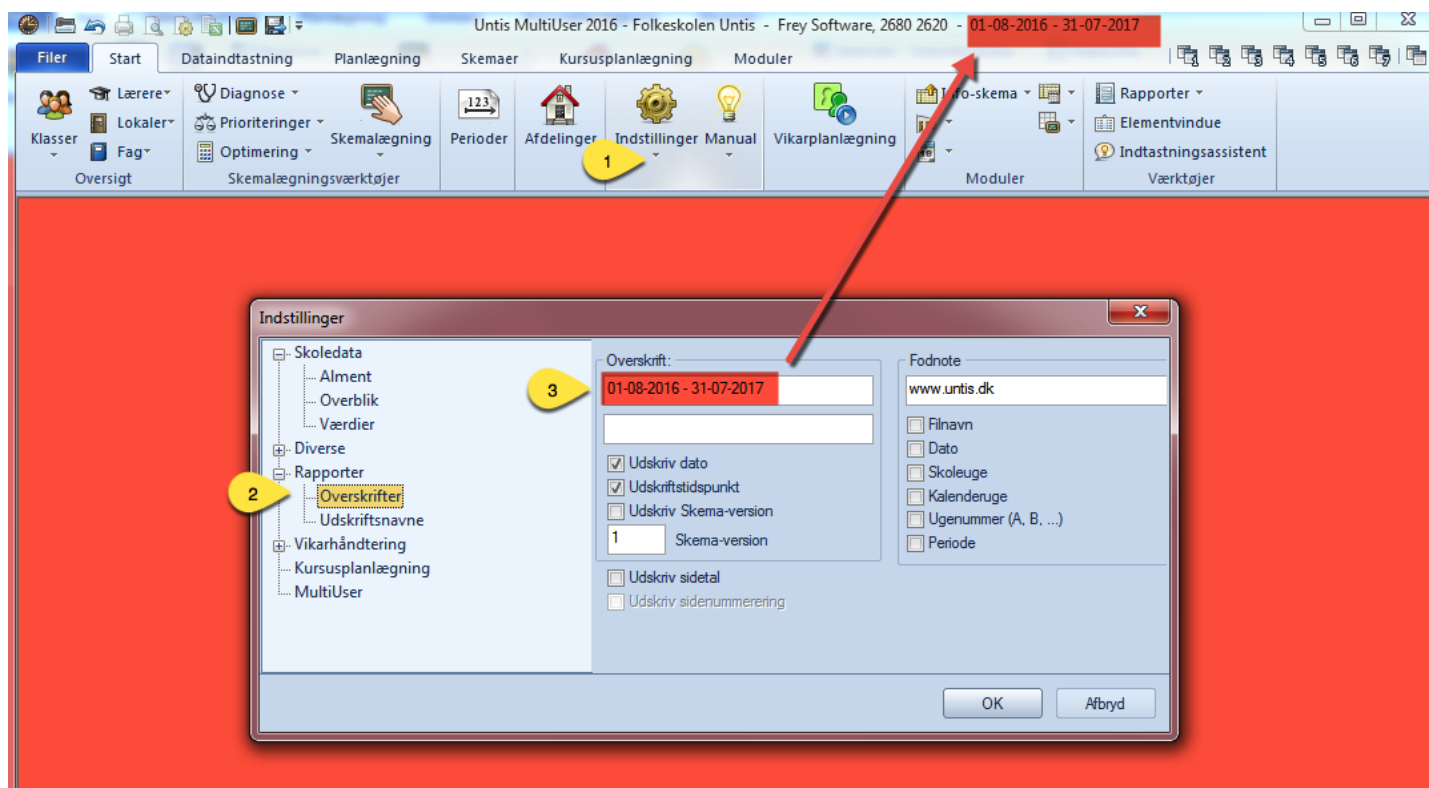 Untis MultiUser 2016 - Folkeskolen Untis - Frey Software, 2680 2620 - 01-08-2016 - 31-07-2017
Filer Start Dataindtastning Planlægning Skemaer Kursusplanlægning Moduler
Klasser
Lærere
Lokaler
Fag
Oversigt
Diagnose
Prioriteringer
Optimering
Skemalægning
Skemalægningsværktøjer
123
Perioder
Afdelinger
Indstillinger
Manual
1
Vikarplanlægning
Moduler
Rapporter
Elementvindue
Indtastningsassistent
Værktøjer
Indstillinger
Skoledata
Alment
Overblik
Værdier
Diverse
Rapporter
2
Overskrifter
Udskriftsnavne
Vikarhåndtering
Kursusplanlægning
MultiUser
Overskrift:
3
01-08-2016 - 31-07-2017
Udskriv dato
Udskriftstidspunkt
Udskriv Skema-version
1 Skema-version
Udskriv sidetal
Udskriv sidenummerering
Fodnote
www.untis.dk
Filnavn
Dato
Skoleuge
Kalenderuge
Ugenummer (A, B, ...)
Periode
OK Afbryd